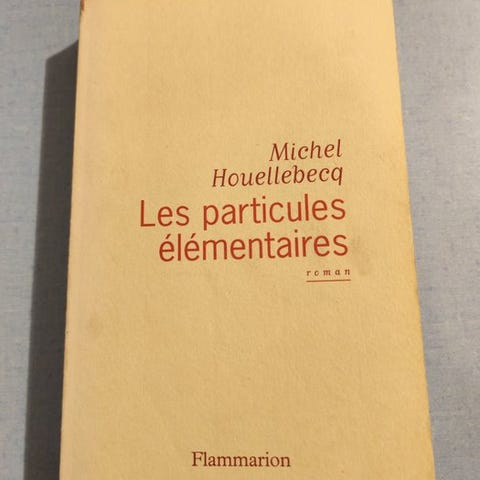 Michel
Houellebecq
Les particules
élémentaires
roman
Flammarion